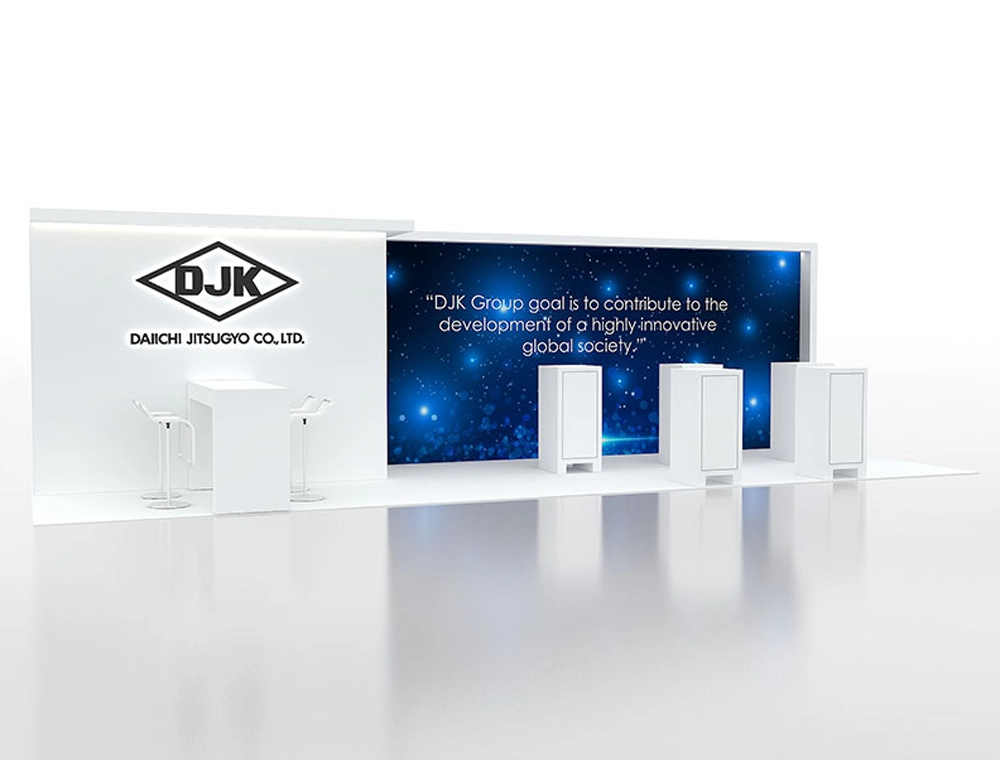 DJK
DAIICHI JITSUGYO CO., LTD.
“DJK Group goal is to contribute to the
development of a highly innovative
global society.”